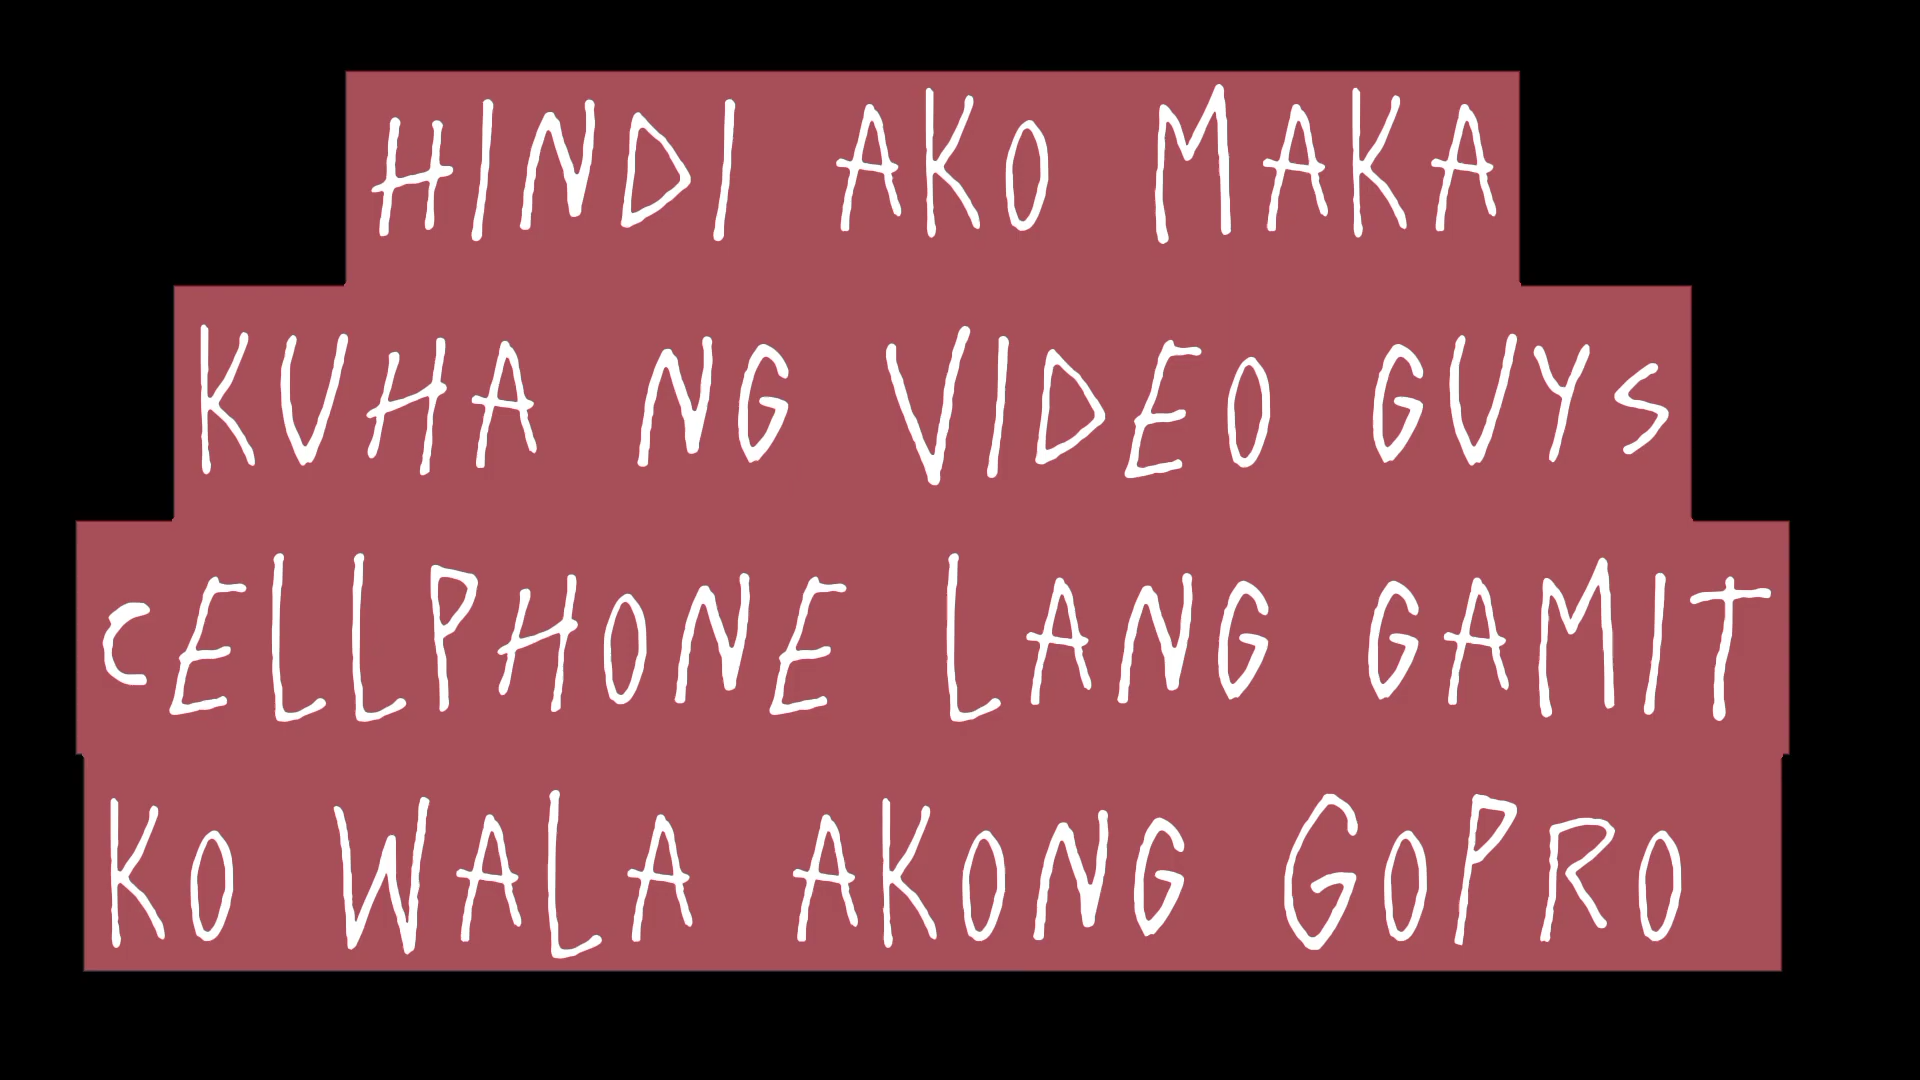 HINDI AKO MAKA
KUHA NG VIDEO GUYS
CELLPHONE LANG GAMIT
KO WALA AKONG GOPRO